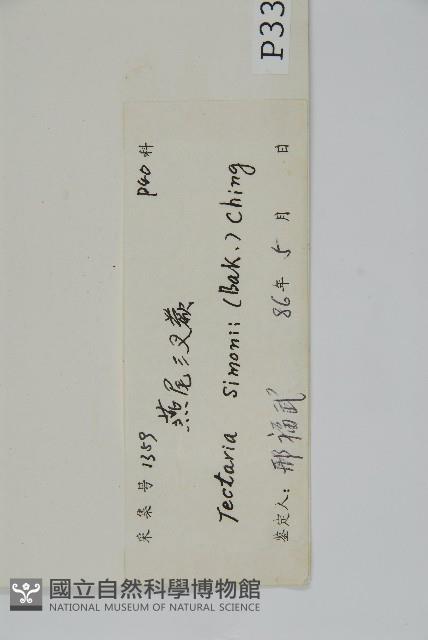 P33
采集号 1359 P40 科
燕尾三叉蕨
Tectaria simonii (Bak.) Ching
鉴定人: 邢福武 86年 5月 日
國立自然科學博物館
NATIONAL MUSEUM OF NATURAL SCIENCE